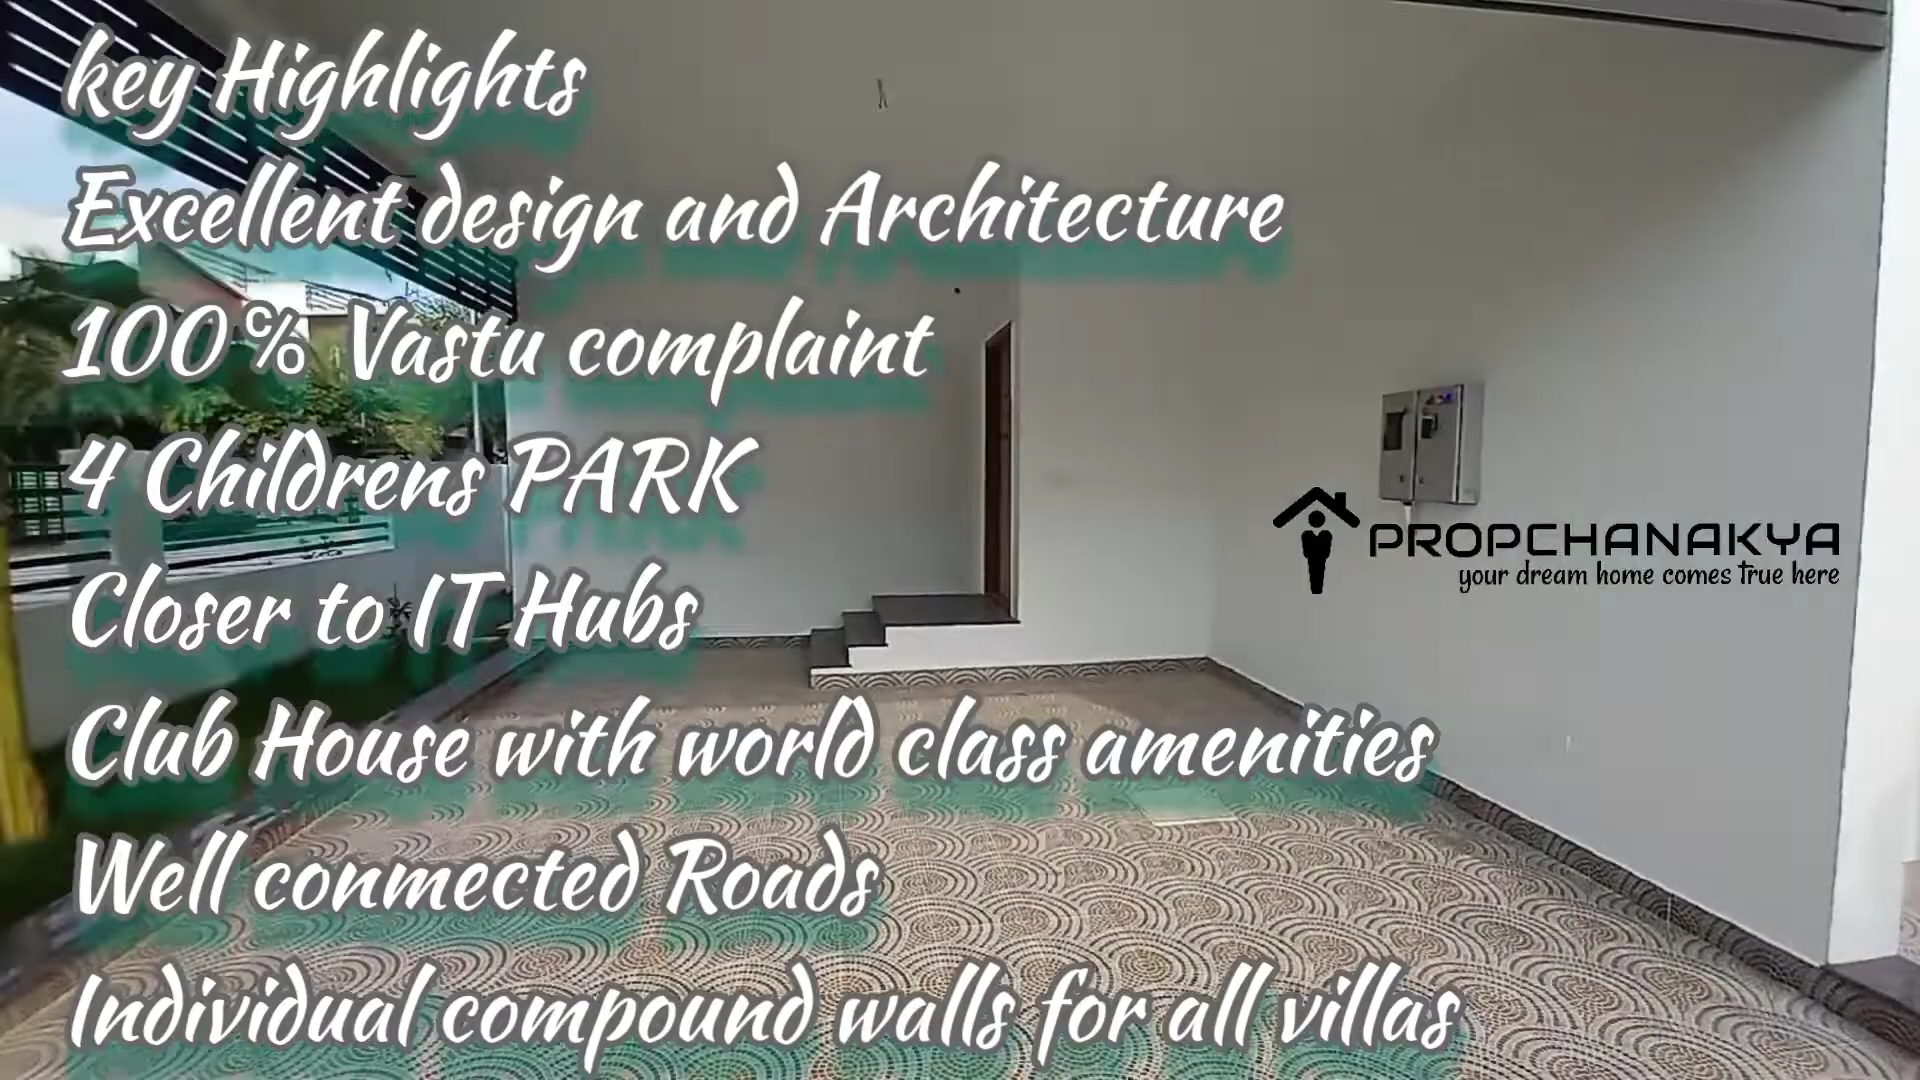 key Highlights
Excellent design and Architecture
100% Vastu complaint
4 Childrens PARK
Closer to IT Hubs
Club House with world class amenities
Well conmected Roads
Individual compound walls for all villas
PROPCHANAKYA
your dream home comes true here